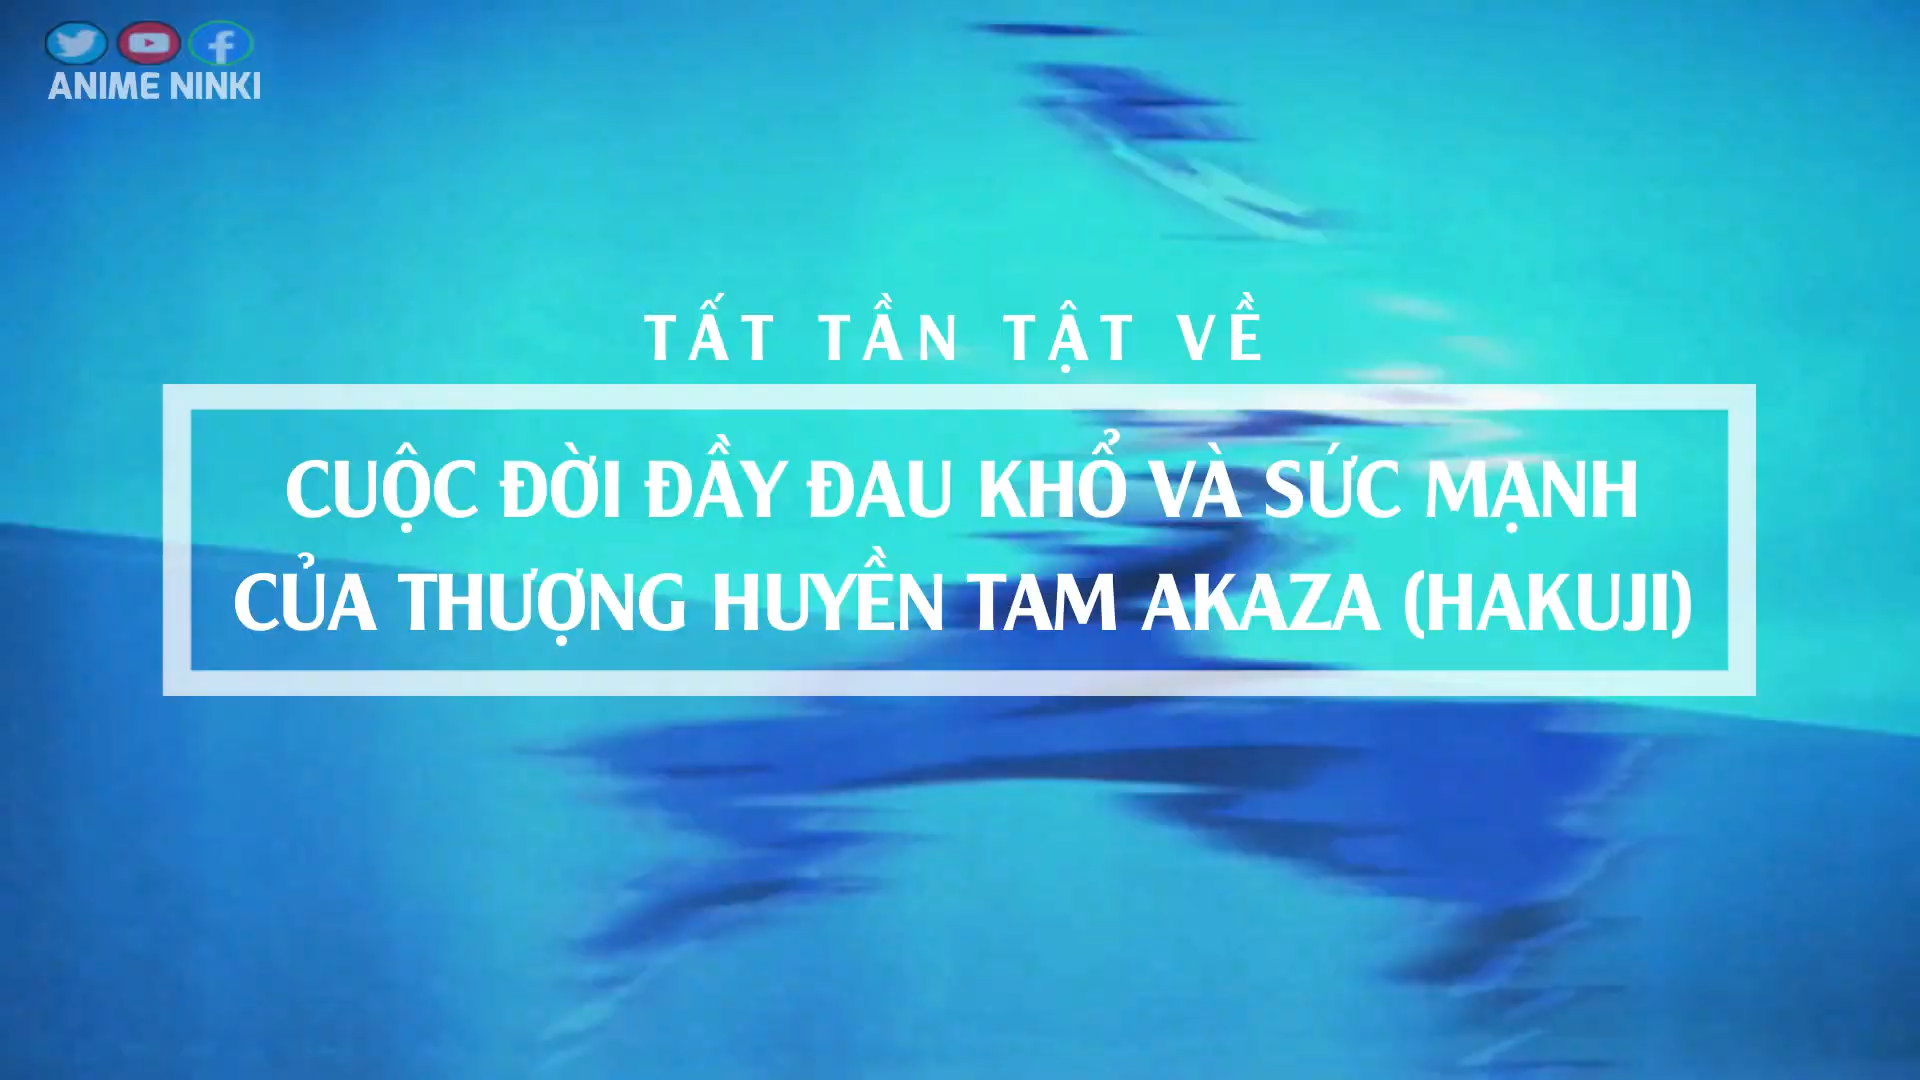 ANIME NINKI
TẤT TẦN TẬT VỀ
CUỘC ĐỜI ĐẦY ĐAU KHỔ VÀ SỨC MẠNH
CỦA THƯỢNG HUYỀN TAM AKAZA (HAKUJI)